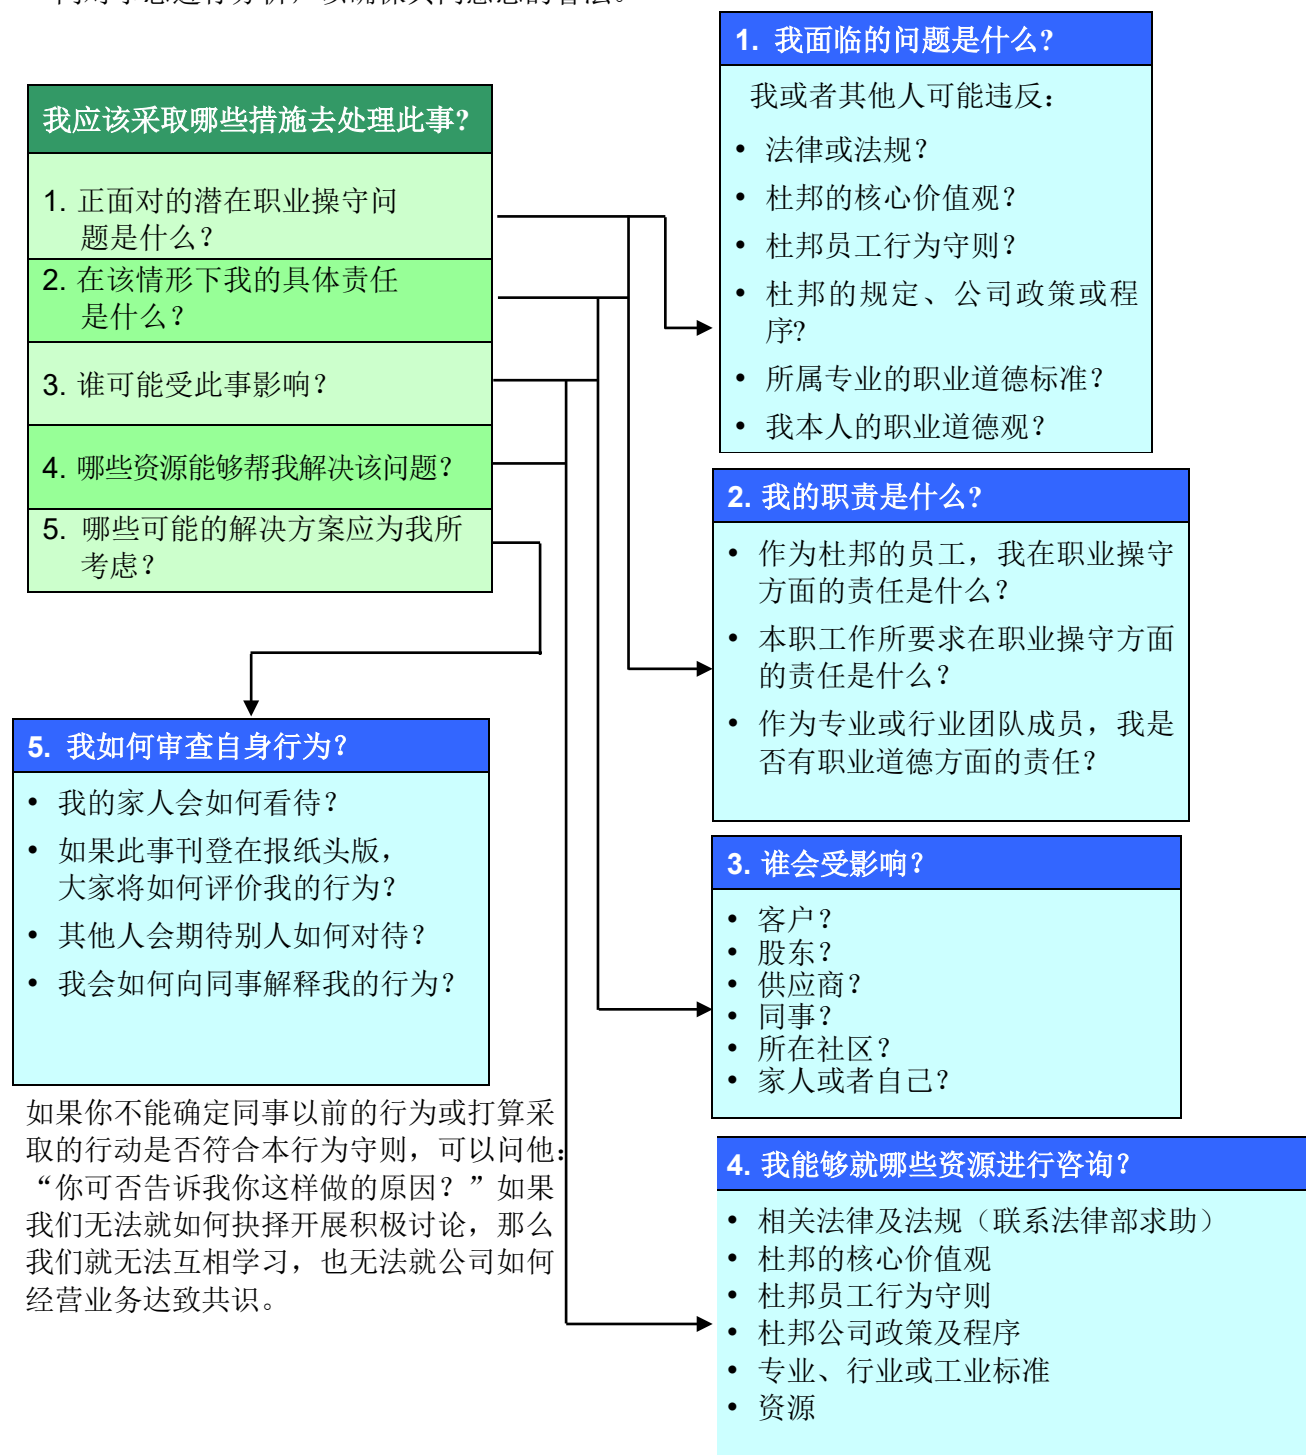 我应该采取哪些措施去处理此事?
1. 正面对的潜在职业操守问
题是什么？
2. 在该情形下我的具体责任
是什么？
3. 谁可能受此事影响？
4. 哪些资源能够帮我解决该问题？
5. 哪些可能的解决方案应为我所
考虑？
1. 我面临的问题是什么?
我或者其他人可能违反：
• 法律或法规？
• 杜邦的核心价值观？
• 杜邦员工行为守则？
• 杜邦的规定、公司政策或程
序?
• 所属专业的职业道德标准？
• 我本人的职业道德观？
2. 我的职责是什么?
• 作为杜邦的员工，我在职业操守
方面的责任是什么？
• 本职工作所要求在职业操守方面
的责任是什么？
• 作为专业或行业团队成员，我是
否有职业道德方面的责任？
3. 谁会受影响？
• 客户？
• 股东？
• 供应商？
• 同事？
• 所在社区？
• 家人或者自己？
4. 我能够就哪些资源进行咨询？
• 相关法律及法规（联系法律部求助）
• 杜邦的核心价值观
• 杜邦员工行为守则
• 杜邦公司政策及程序
• 专业、行业或工业标准
• 资源
5. 我如何审查自身行为？
• 我的家人会如何看待？
• 如果此事刊登在报纸头版，
大家将如何评价我的行为？
• 其他人会期待别人如何对待？
• 我会如何向同事解释我的行为？
如果你不能确定同事以前的行为或打算采
取的行动是否符合本行为守则，可以问他：
“你可否告诉我你这样做的原因？”如果
我们无法就如何抉择开展积极讨论，那么
我们就无法互相学习，也无法就公司如何
经营业务达致共识。